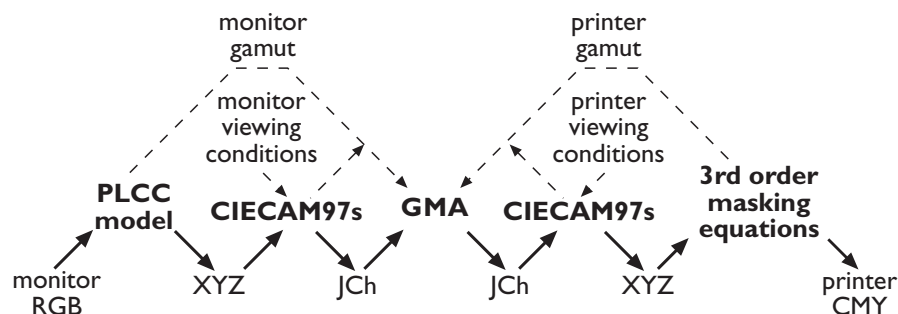 monitor
gamut
printer
gamut
monitor
viewing
conditions
printer
viewing
conditions
PLCC
model
CIECAM97s
GMA
CIECAM97s
3rd order
masking
equations
monitor
RGB
XYZ
JCh
JCh
XYZ
printer
CMY